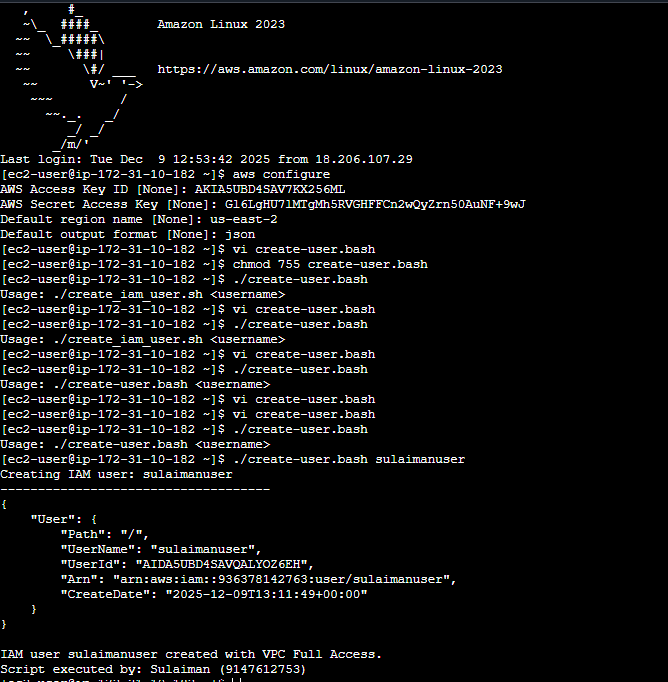 Amazon Linux 2023
https://aws.amazon.com/linux/amazon-linux-2023
Last login: Tue Dec  9 12:53:42 2025 from 18.206.107.29
[ec2-user@ip-172-31-10-182 ~]$ aws configure
AWS Access Key ID [None]: AKIA5UBD4SAV7KX256ML
AWS Secret Access Key [None]: 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
Default region name [None]: us-east-2
Default output format [None]: json
[ec2-user@ip-172-31-10-182 ~]$ vi create-user.bash
[ec2-user@ip-172-31-10-182 ~]$ chmod 755 create-user.bash
[ec2-user@ip-172-31-10-182 ~]$ ./create-user.bash
Usage: ./create_iam_user.sh <username>
[ec2-user@ip-172-31-10-182 ~]$ vi create-user.bash
[ec2-user@ip-172-31-10-182 ~]$ ./create-user.bash
Usage: ./create_iam_user.sh <username>
[ec2-user@ip-172-31-10-182 ~]$ vi create-user.bash
[ec2-user@ip-172-31-10-182 ~]$ ./create-user.bash
Usage: ./create-user.bash <username>
[ec2-user@ip-172-31-10-182 ~]$ vi create-user.bash
[ec2-user@ip-172-31-10-182 ~]$ vi create-user.bash
[ec2-user@ip-172-31-10-182 ~]$ ./create-user.bash
Usage: ./create-user.bash <username>
[ec2-user@ip-172-31-10-182 ~]$ ./create-user.bash sulaimanuser
Creating IAM user: sulaimanuser
------------------------------------
{
    "User": {
        "Path": "/",
        "UserName": "sulaimanuser",
        "UserId": "AIDA5UBD4SAVQALYOZ6EH",
        "Arn": "arn:aws:iam::936378142763:user/sulaimanuser",
        "CreateDate": "2025-12-09T13:11:49+00:00"
    }
}
IAM user sulaimanuser created with VPC Full Access.
Script executed by: Sulaiman (9147612753)